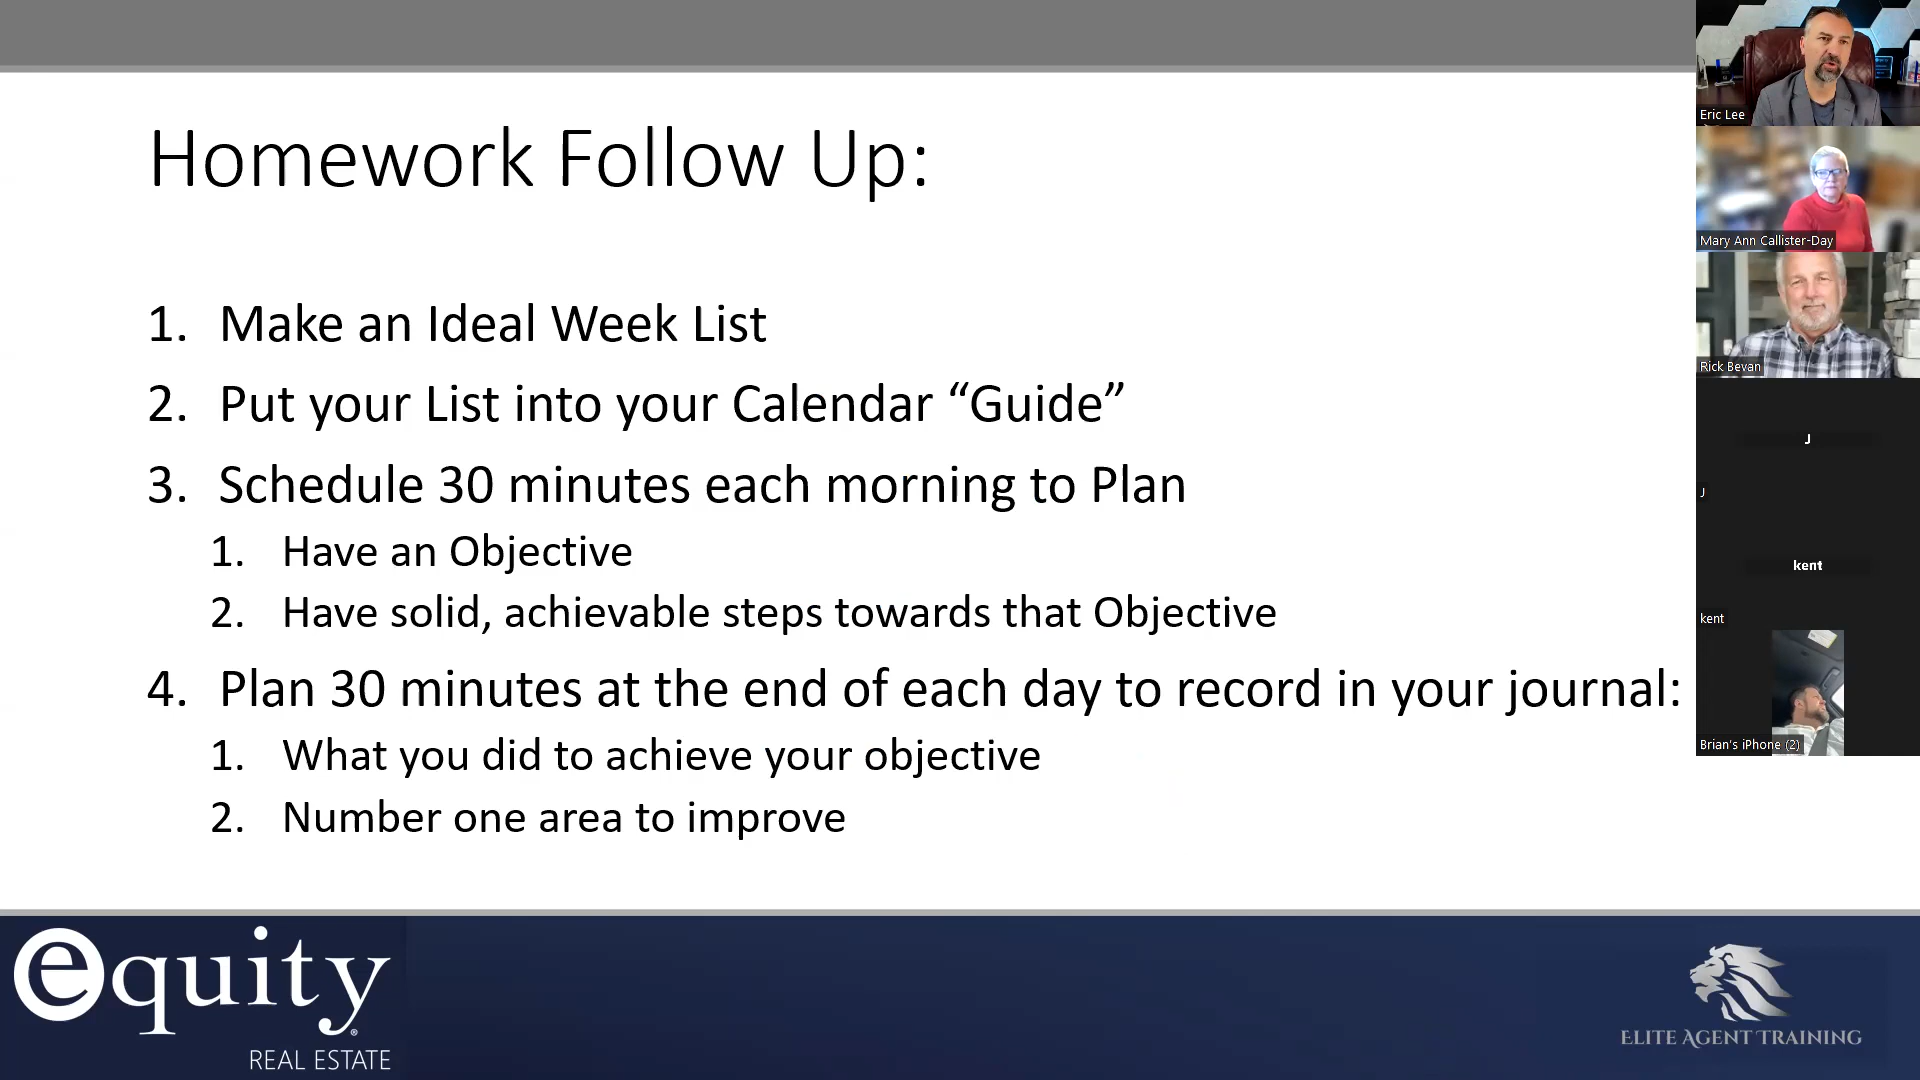 Homework Follow Up:
1. Make an Ideal Week List
2. Put your List into your Calendar “Guide”
3. Schedule 30 minutes each morning to Plan
1. Have an Objective
2. Have solid, achievable steps towards that Objective
4. Plan 30 minutes at the end of each day to record in your journal:
1. What you did to achieve your objective
2. Number one area to improve
Eric Lee
Mary Ann Callister-Day
Rick Bevan
J
J
kent
kent
Brian's iPhone (2)
equity®
REAL ESTATE
ELITE AGENT TRAINING